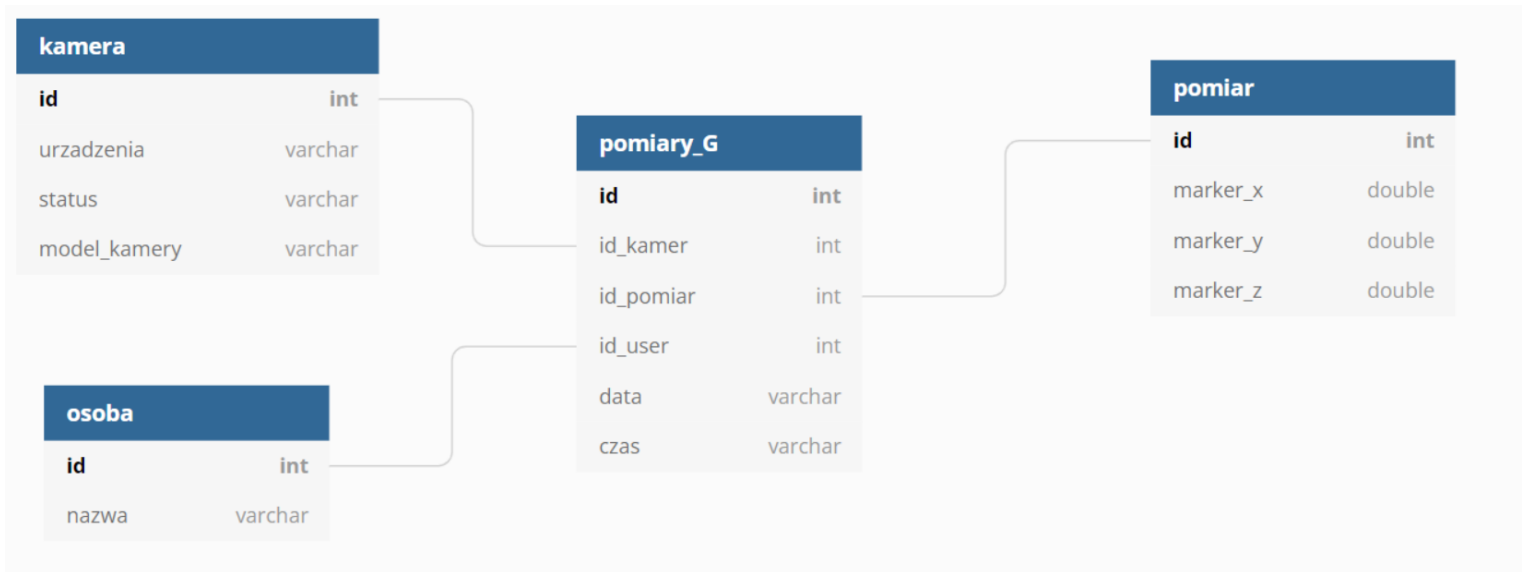 kamera
id int
urzadzenia varchar
status varchar
model_kamery varchar
osoba
id int
nazwa varchar
pomiary_G
id int
id_kamer int
id_pomiar int
id_user int
data varchar
czas varchar
pomiar
id int
marker_x double
marker_y double
marker_z double